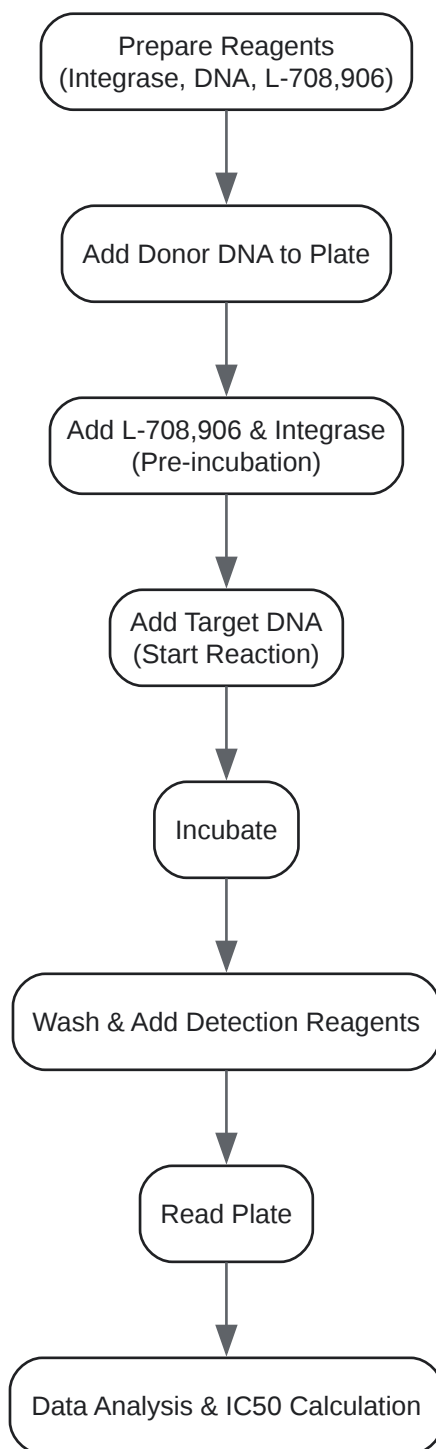 Prepare Reagents
(Integrase, DNA, L-708,906)
Add Donor DNA to Plate
Add L-708,906 & Integrase
(Pre-incubation)
Add Target DNA
(Start Reaction)
Incubate
Wash & Add Detection Reagents
Read Plate
Data Analysis & IC50 Calculation